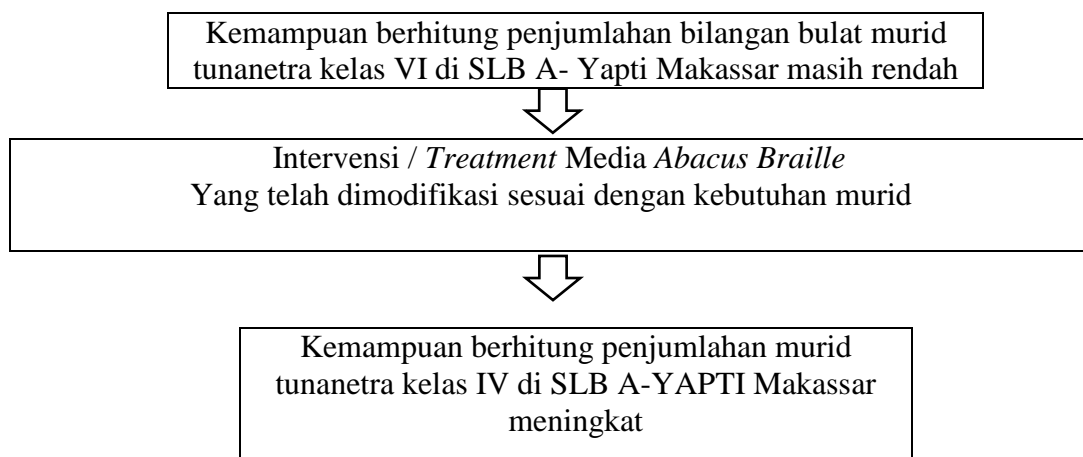 Kemampuan berhitung penjumlahan bilangan bulat murid
tunanetra kelas VI di SLB A- Yapti Makassar masih rendah
Intervensi / Treatment Media Abacus Braille
Yang telah dimodifikasi sesuai dengan kebutuhan murid
Kemampuan berhitung penjumlahan murid
tunanetra kelas IV di SLB A-YAPTI Makassar
meningkat